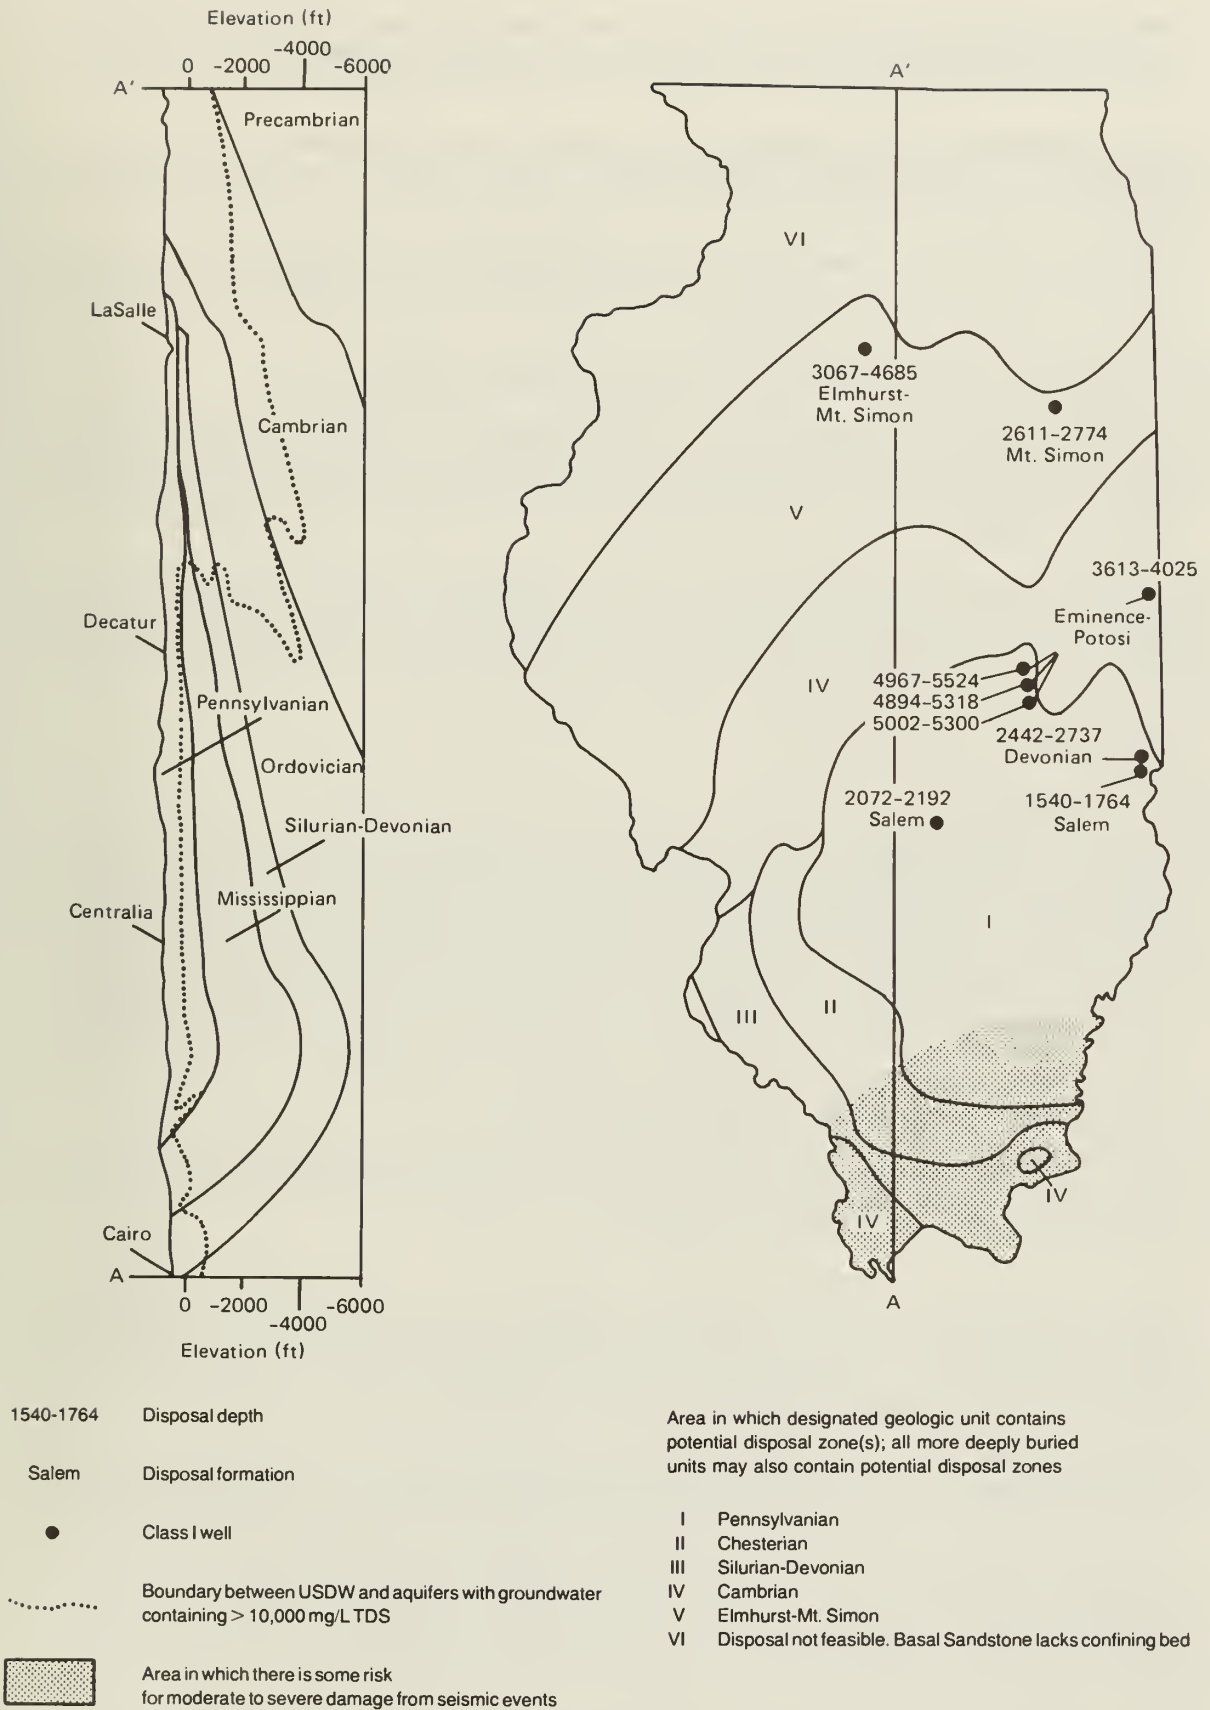 Elevation (ft)
-4000
0 -2000 -6000
A'
Precambrian
LaSalle
Cambrian
Decatur
Pennsylvanian
Ordovician
Silurian-Devonian
Mississippian
Centralia
Cairo
A
0 -2000 -6000
-4000
Elevation (ft)
A'
VI
3067-4685
Elmhurst-
Mt. Simon
2611-2774
Mt. Simon
V
3613-4025
Eminence-
Potosi
IV
4967-5524
4894-5318
5002-5300
2442-2737
Devonian
2072-2192
Salem
1540-1764
Salem
I
II
III
IV
IV
A
1540-1764 Disposal depth
Salem Disposal formation
Class I well
Boundary between USDW and aquifers with groundwater
containing > 10,000 mg/L TDS
Area in which there is some risk
for moderate to severe damage from seismic events
Area in which designated geologic unit contains
potential disposal zone(s); all more deeply buried
units may also contain potential disposal zones
I Pennsylvanian
II Chesterian
III Silurian-Devonian
IV Cambrian
V Elmhurst-Mt. Simon
VI Disposal not feasible. Basal Sandstone lacks confining bed